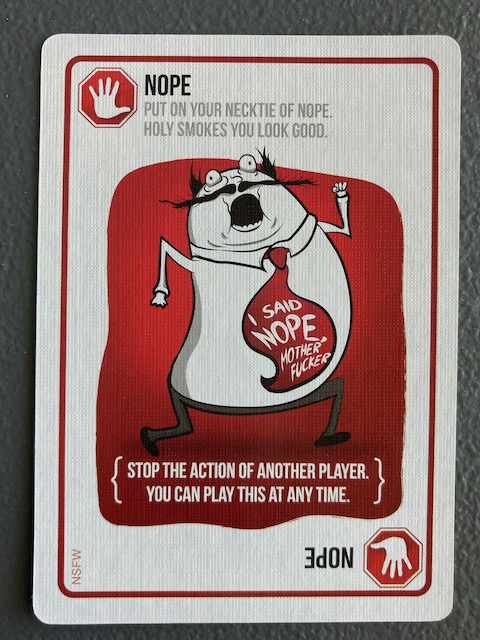 NOPE
PUT ON YOUR NECKTIE OF NOPE.
HOLY SMOKES YOU LOOK GOOD.
I SAID
NOPE,
MOTHER
FUCKER
{ STOP THE ACTION OF ANOTHER PLAYER.
YOU CAN PLAY THIS AT ANY TIME. }
NSFW
NOPE